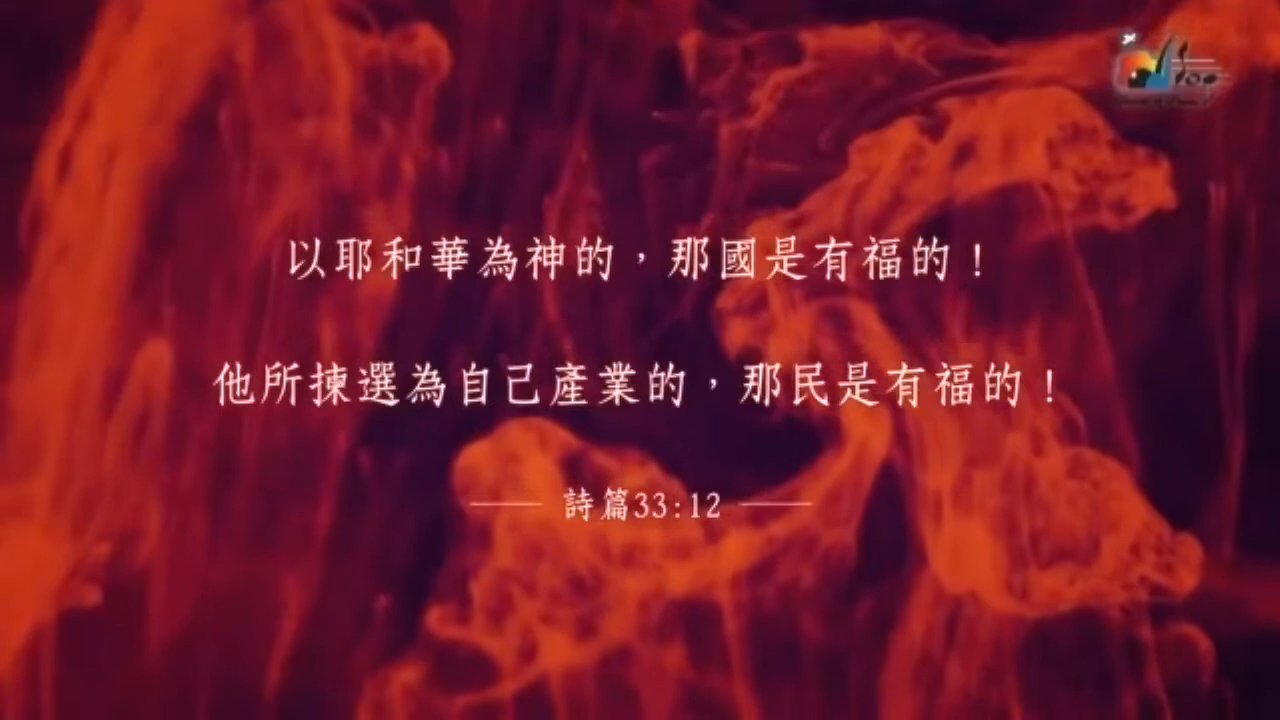 以耶和華為神的，那國是有福的！
他所揀選為自己產業的，那民是有福的！
詩篇33:12